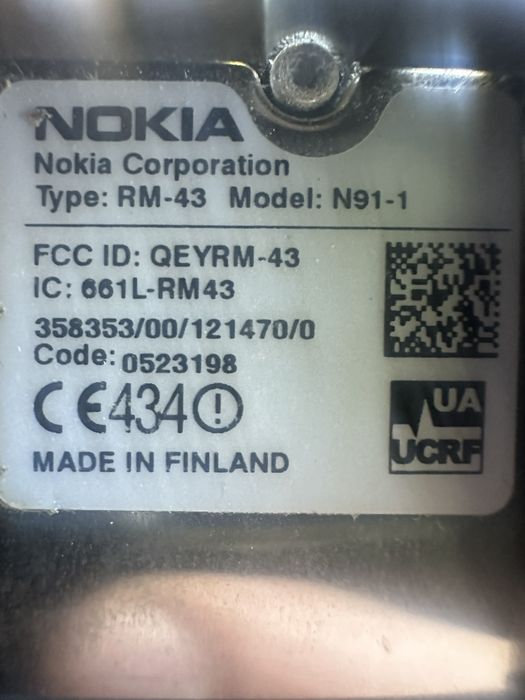 NOKIA
Nokia Corporation
Type: RM-43 Model: N91-1
FCC ID: QEYRM-43
IC: 661L-RM43
358353/00/121470/0
Code: 0523198
CE434!
MADE IN FINLAND
UA
UCRF